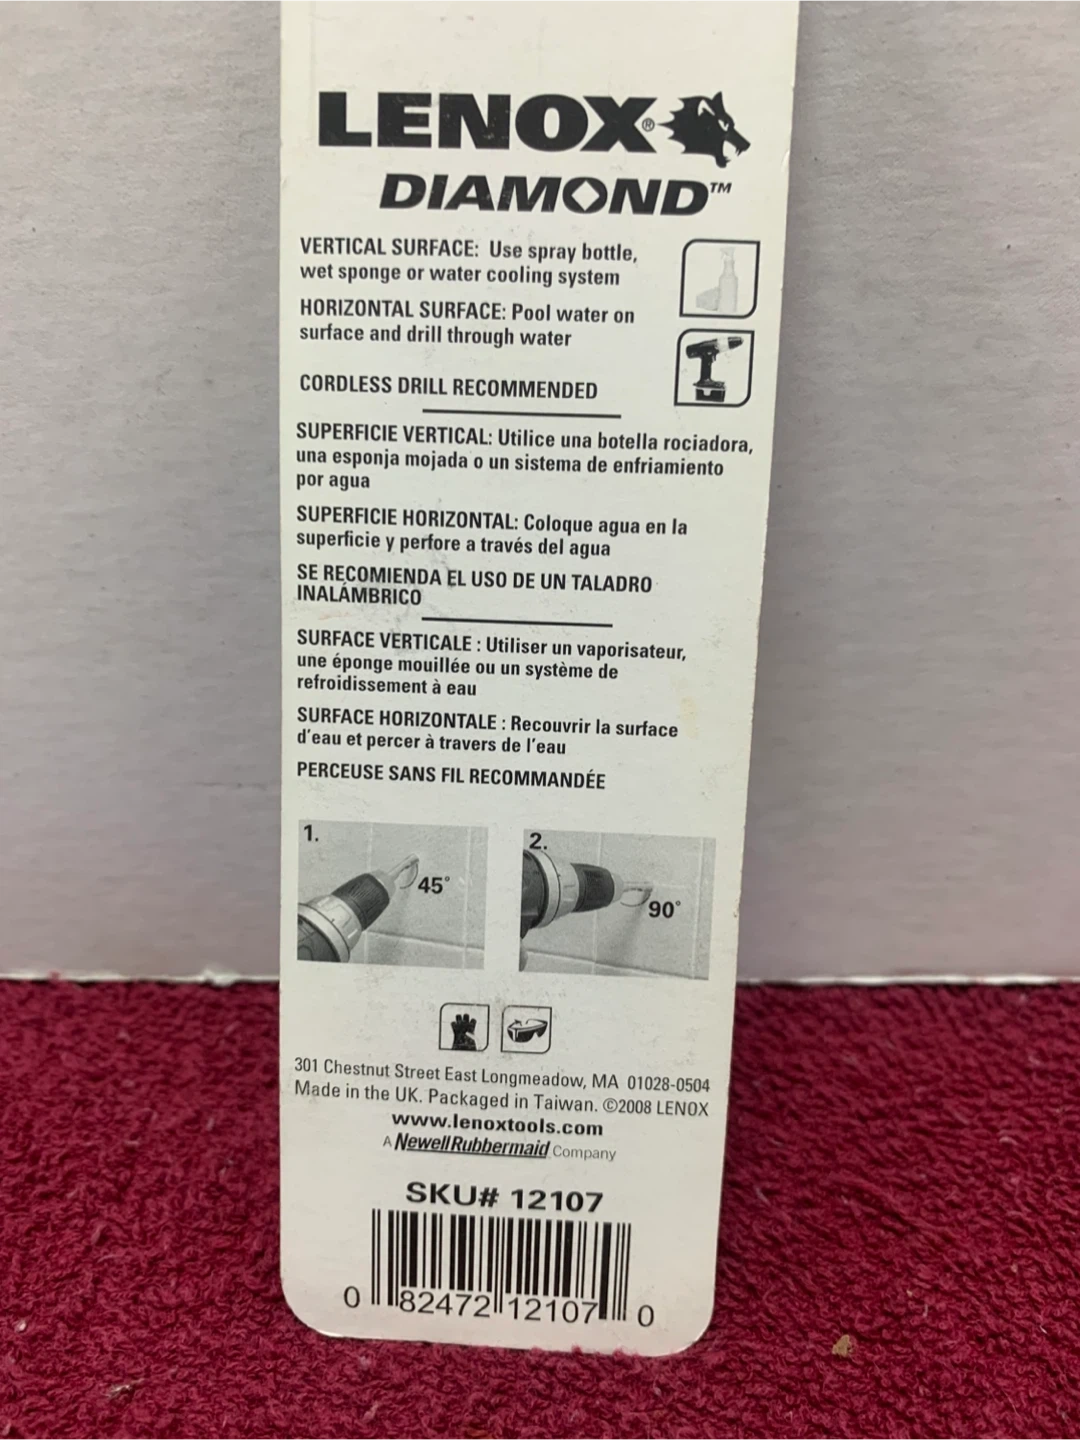 LENOX®
DIAMOND™
VERTICAL SURFACE: Use spray bottle,
wet sponge or water cooling system
HORIZONTAL SURFACE: Pool water on
surface and drill through water
CORDLESS DRILL RECOMMENDED
SUPERFICIE VERTICAL: Utilice una botella rociadora,
una esponja mojada o un sistema de enfriamiento
por agua
SUPERFICIE HORIZONTAL: Coloque agua en la
superficie y perfore a través del agua
SE RECOMIENDA EL USO DE UN TALADRO
INALÁMBRICO
SURFACE VERTICALE : Utiliser un vaporisateur,
une éponge mouillée ou un système de
refroidissement à eau
SURFACE HORIZONTALE : Recouvrir la surface
d'eau et percer à travers de l'eau
PERCEUSE SANS FIL RECOMMANDÉE
1.
45°
2.
90°
301 Chestnut Street East Longmeadow, MA 01028-0504
Made in the UK. Packaged in Taiwan. ©2008 LENOX
www.lenoxtools.com
A NewellRubbermaid Company
SKU# 12107
0 82472 12107 0